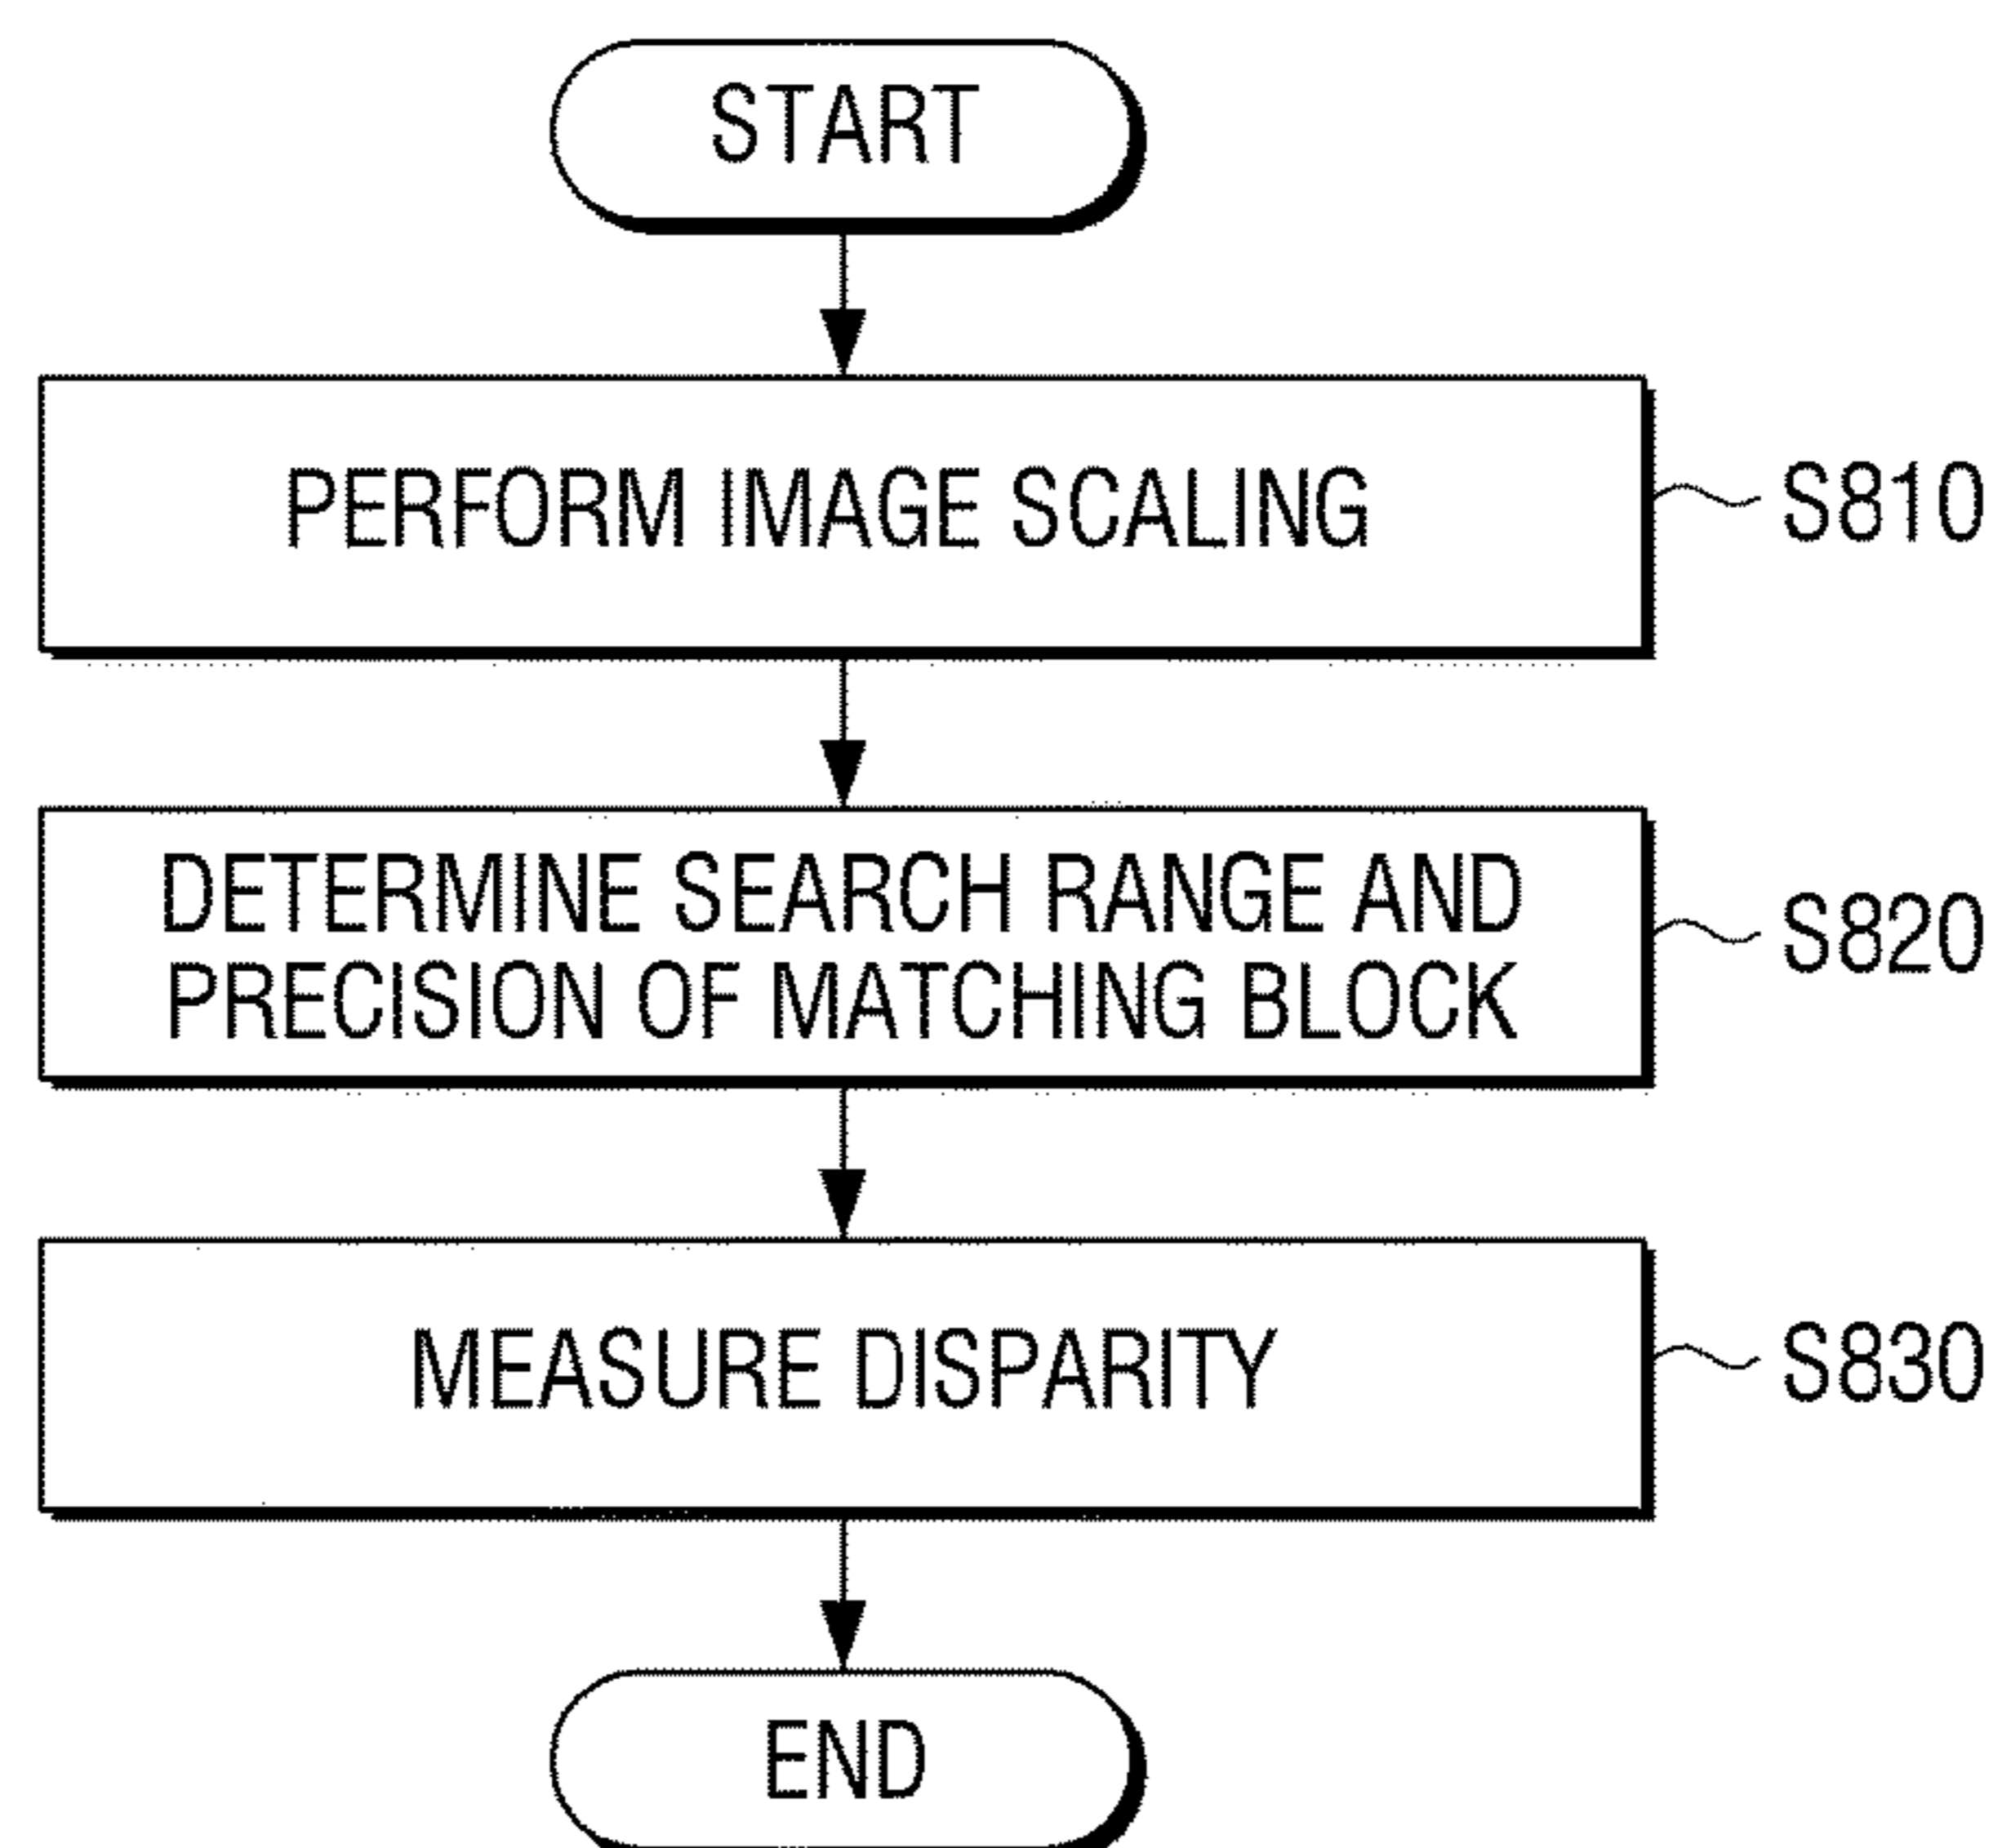 START
PERFORM IMAGE SCALING
S810
DETERMINE SEARCH RANGE AND
PRECISION OF MATCHING BLOCK
S820
MEASURE DISPARITY
S830
END